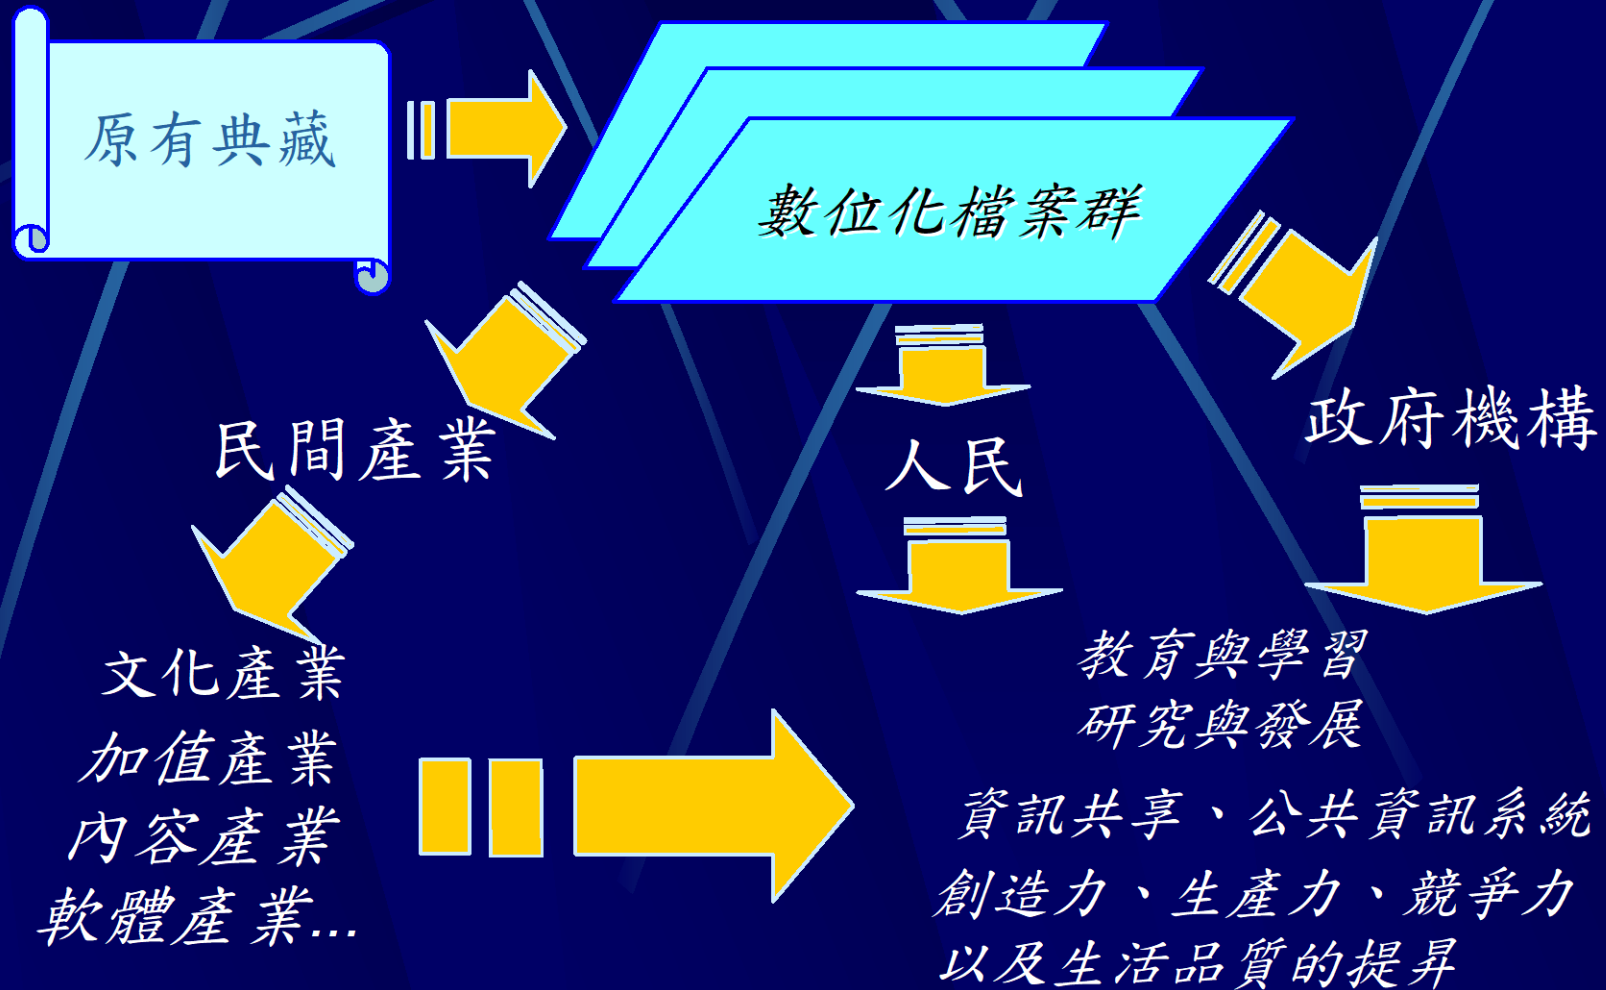 原有典藏
數位化檔案群
民間產業
人民
政府機構
文化產業
加值產業
內容產業
軟體產業...
教育與學習
研究與發展
資訊共享、公共資訊系統
創造力、生產力、競爭力
以及生活品質的提昇